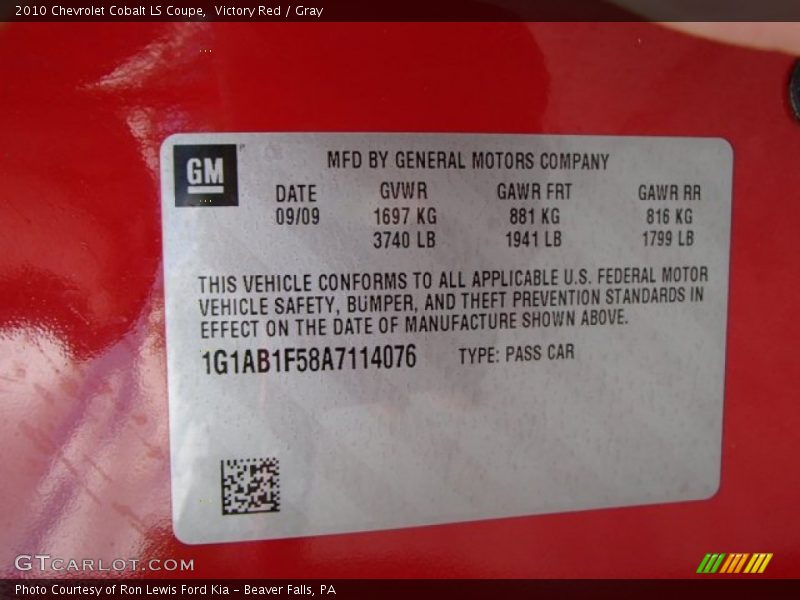 2010 Chevrolet Cobalt LS Coupe,  Victory Red / Gray
GM
MFD BY GENERAL MOTORS COMPANY
DATE GVWR GAWR FRT GAWR RR
09/09 1697 KG 881 KG 816 KG
3740 LB 1941 LB 1799 LB
THIS VEHICLE CONFORMS TO ALL APPLICABLE U.S. FEDERAL MOTOR
VEHICLE SAFETY, BUMPER, AND THEFT PREVENTION STANDARDS IN
EFFECT ON THE DATE OF MANUFACTURE SHOWN ABOVE.
1G1AB1F58A7114076 TYPE: PASS CAR
GTcarlot.com
Photo Courtesy of Ron Lewis Ford Kia - Beaver Falls, PA